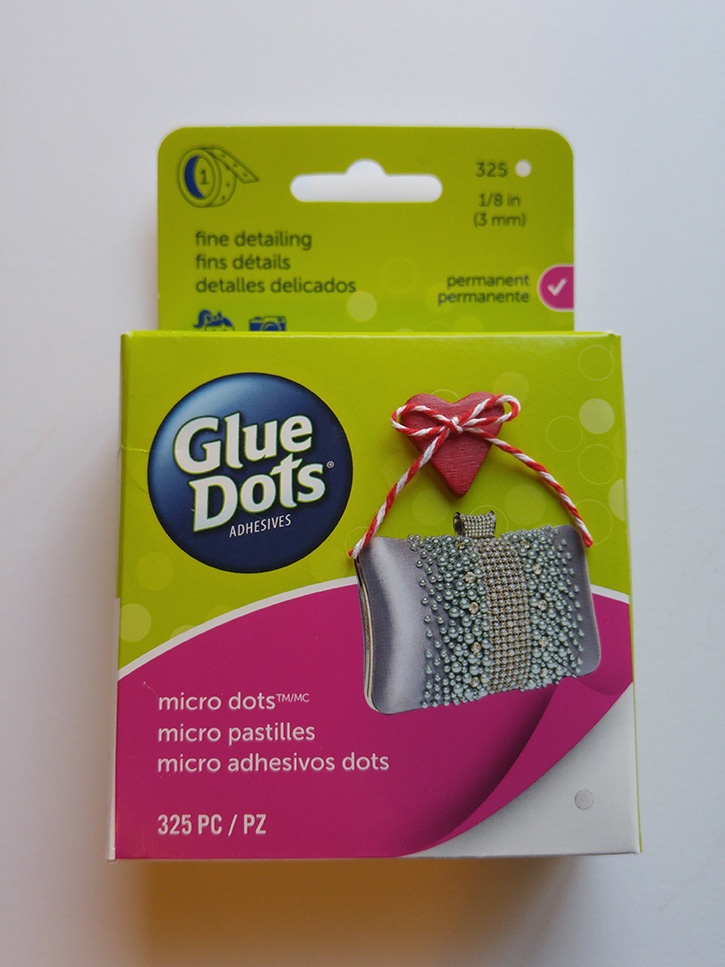 1
325
1/8 in
(3 mm)
fine detailing
fins détails
detalles delicados
permanent
permanente
Glue
Dots®
ADHESIVES
micro dots™/MC
micro pastilles
micro adhesivos dots
325 PC / PZ